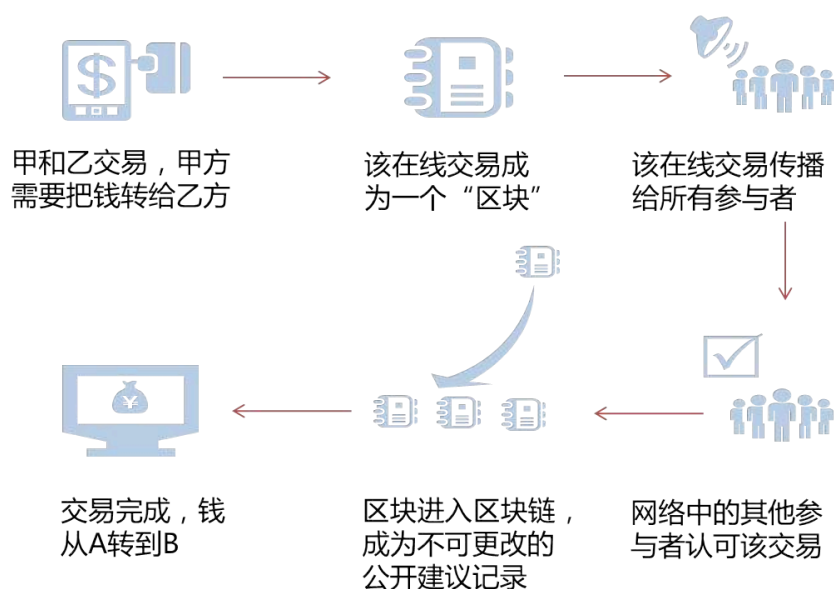 甲和乙交易，甲方
需要把钱转给乙方
该在线交易成
为一个“区块”
该在线交易传播
给所有参与者
网络中的其他参
与者认可该交易
区块进入区块链，
成为不可更改的
公开建议记录
交易完成，钱
从A转到B